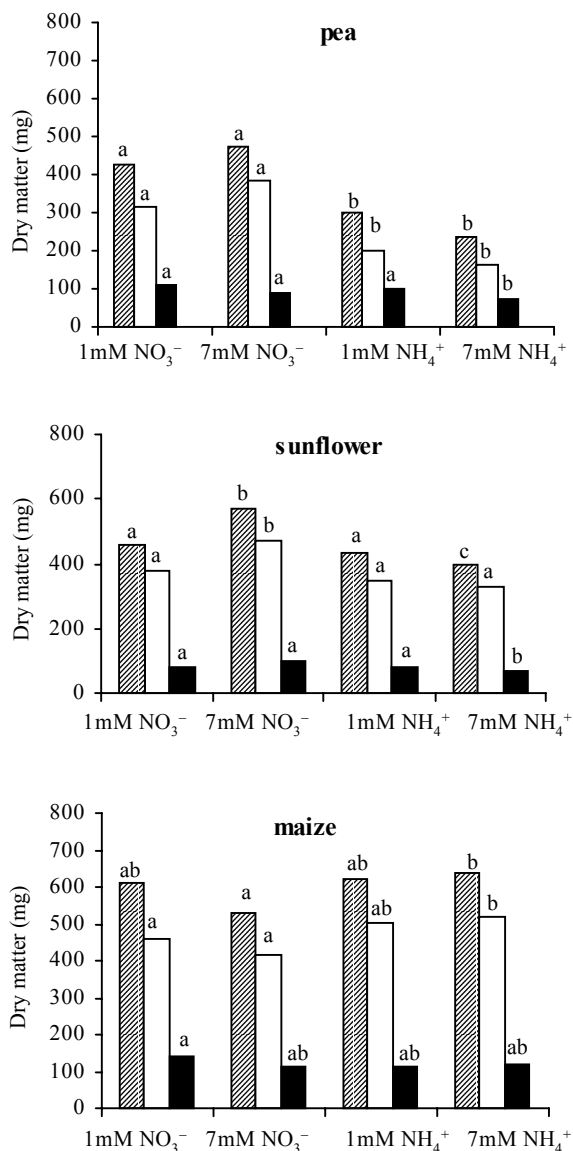 pea
Dry matter (mg)
800
700
600
500
400
300
200
100
0
a
a
a
a
a
a
b
b
a
b
b
b
1mM NO₃⁻ 7mM NO₃⁻ 1mM NH₄⁺ 7mM NH₄⁺
sunflower
Dry matter (mg)
800
600
400
200
0
a
a
a
b
b
a
a
a
a
c
a
b
1mM NO₃⁻ 7mM NO₃⁻ 1mM NH₄⁺ 7mM NH₄⁺
maize
Dry matter (mg)
800
700
600
500
400
300
200
100
0
ab
a
a
a
a
ab
ab
ab
ab
b
b
ab
1mM NO₃⁻ 7mM NO₃⁻ 1mM NH₄⁺ 7mM NH₄⁺